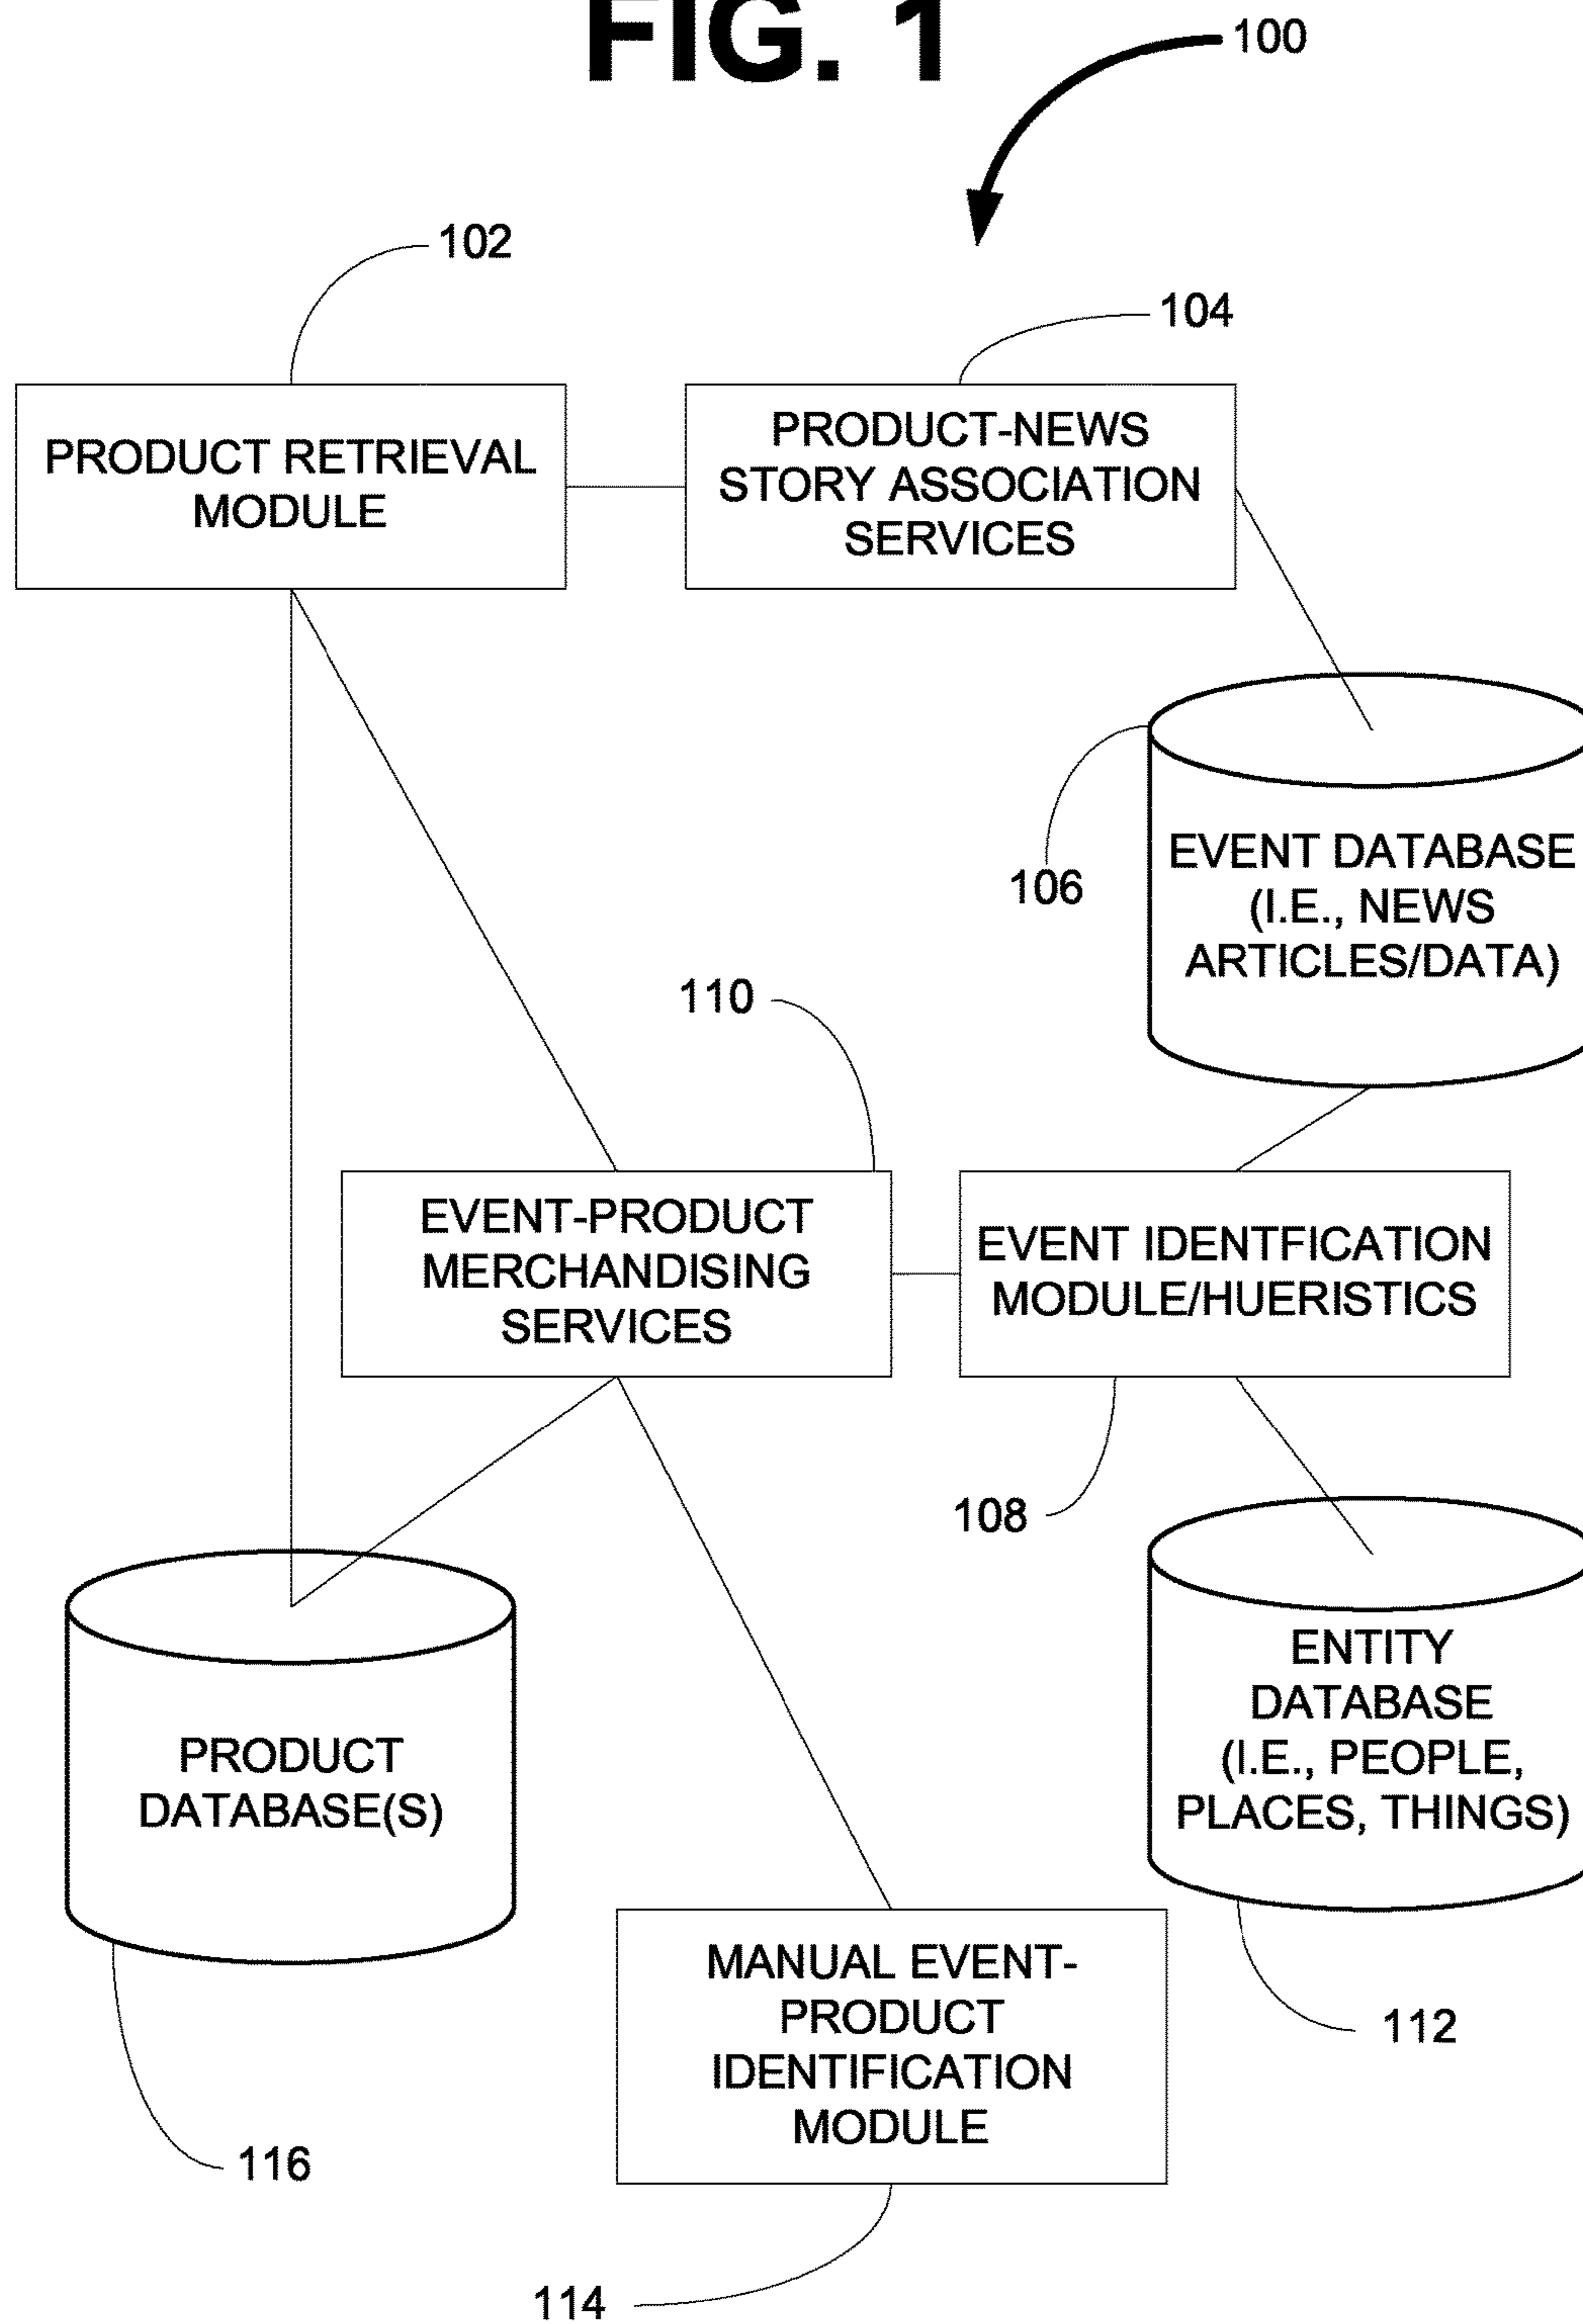 FIG. 1
100
102
104
PRODUCT RETRIEVAL
MODULE
PRODUCT-NEWS
STORY ASSOCIATION
SERVICES
106
EVENT DATABASE
(I.E., NEWS
ARTICLES/DATA)
110
EVENT-PRODUCT
MERCHANDISING
SERVICES
EVENT IDENTFICATION
MODULE/HUERISTICS
108
PRODUCT
DATABASE(S)
ENTITY
DATABASE
(I.E., PEOPLE,
PLACES, THINGS)
MANUAL EVENT-
PRODUCT
IDENTIFICATION
MODULE
112
116
114